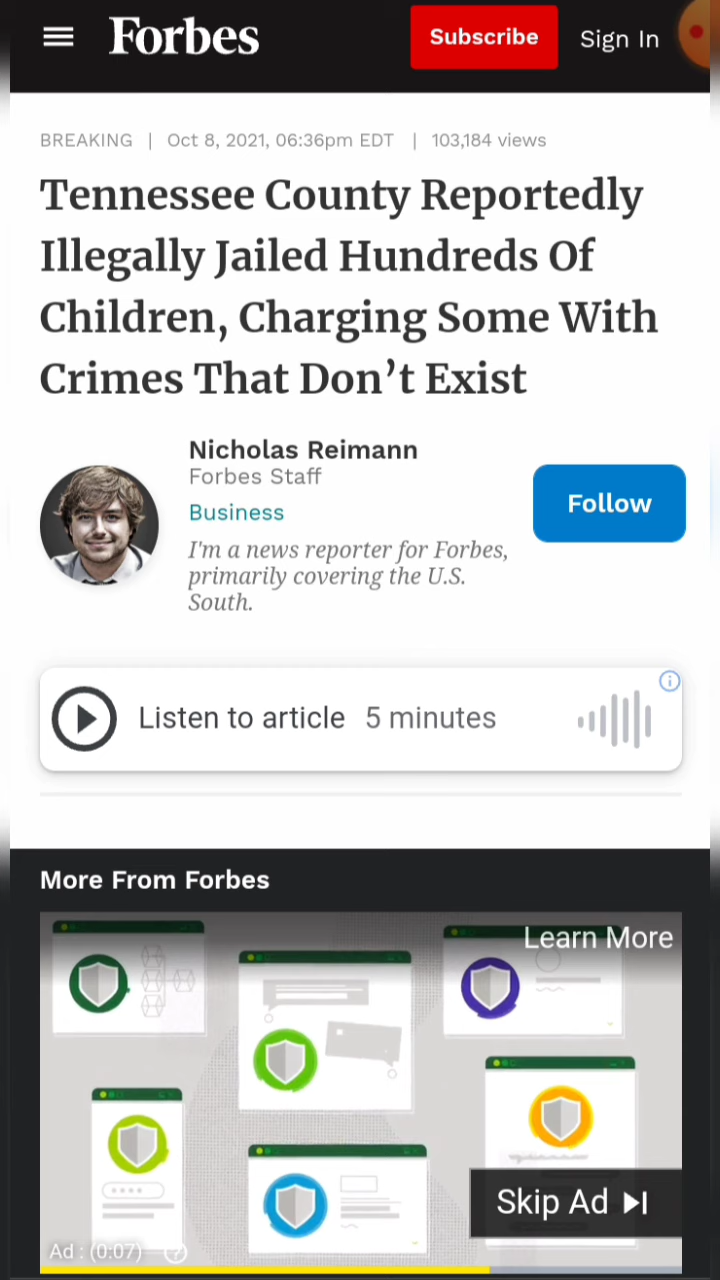 Forbes
Subscribe
Sign In
BREAKING | Oct 8, 2021, 06:36pm EDT | 103,184 views
Tennessee County Reportedly
Illegally Jailed Hundreds Of
Children, Charging Some With
Crimes That Don’t Exist
Nicholas Reimann
Forbes Staff
Business
I'm a news reporter for Forbes,
primarily covering the U.S.
South.
Follow
Listen to article 5 minutes
More From Forbes
Learn More
Skip Ad
Ad : (0:07)